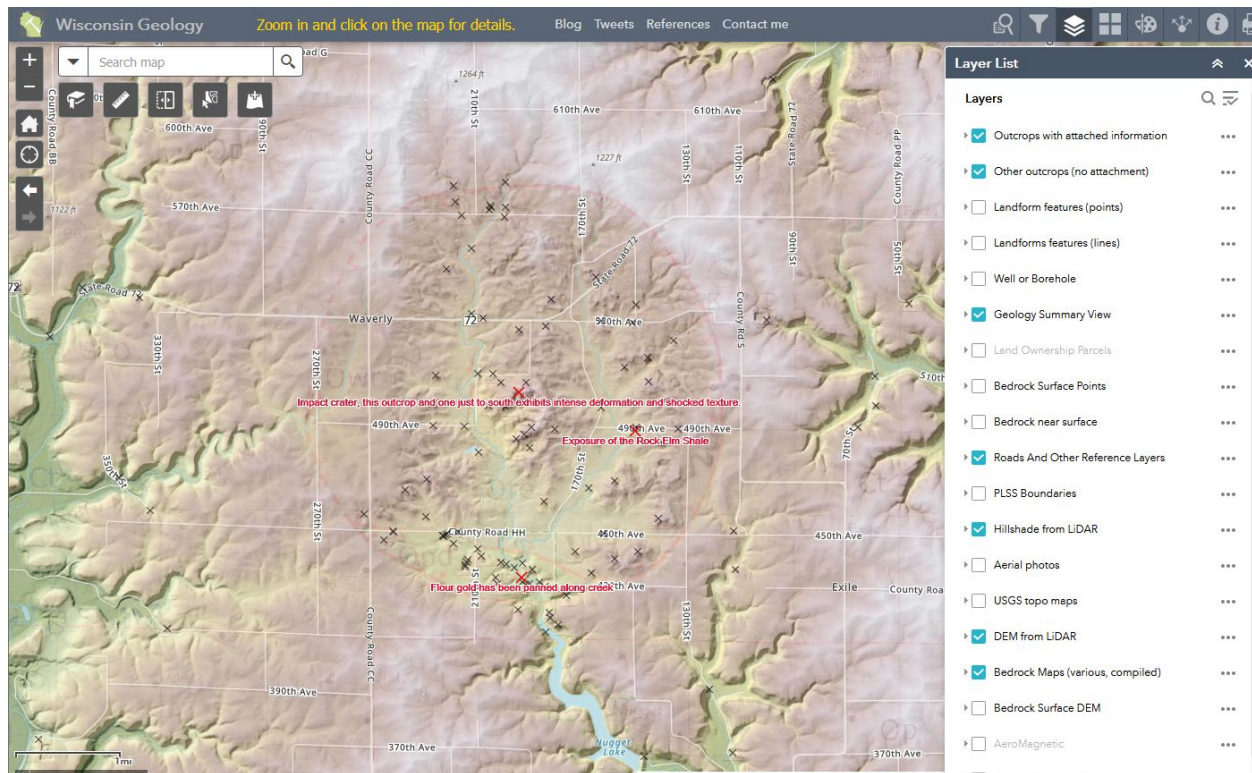 Wisconsin Geology
Zoom in and click on the map for details.
Blog Tweets References Contact me
Search map
Layer List
Layers
Outcrops with attached information
Other outcrops (no attachment)
Landform features (points)
Landforms features (lines)
Well or Borehole
Geology Summary View
Land Ownership Parcels
Bedrock Surface Points
Bedrock near surface
Roads And Other Reference Layers
PLSS Boundaries
Hillshade from LiDAR
Aerial photos
USGS topo maps
DEM from LiDAR
Bedrock Maps (various, compiled)
Bedrock Surface DEM
AeroMagnetic
1264 ft
610th Ave
610th Ave
600th Ave
County Road BB
County Road CC
210th St
State Road 72
County Road PP
1227 ft
130th St
110th St
1122 ft
570th Ave
170th St
State Road 72
90th St
50th St
State Road 72
72
Waverly
72
County Rd S
330th St
270th St
Impact crater, this outcrop and one just to south exhibits intense deformation and shocked texture.
490th Ave
490th Ave
Exposure of the Rock Elm Shale
70th St
350th St
170th St
270th St
County Road HH
450th Ave
450th Ave
Flour gold has been panned along creek
210th St
Exile
130th St
County Road CC
390th Ave
370th Ave
Nugget
Lake
370th Ave
1mi